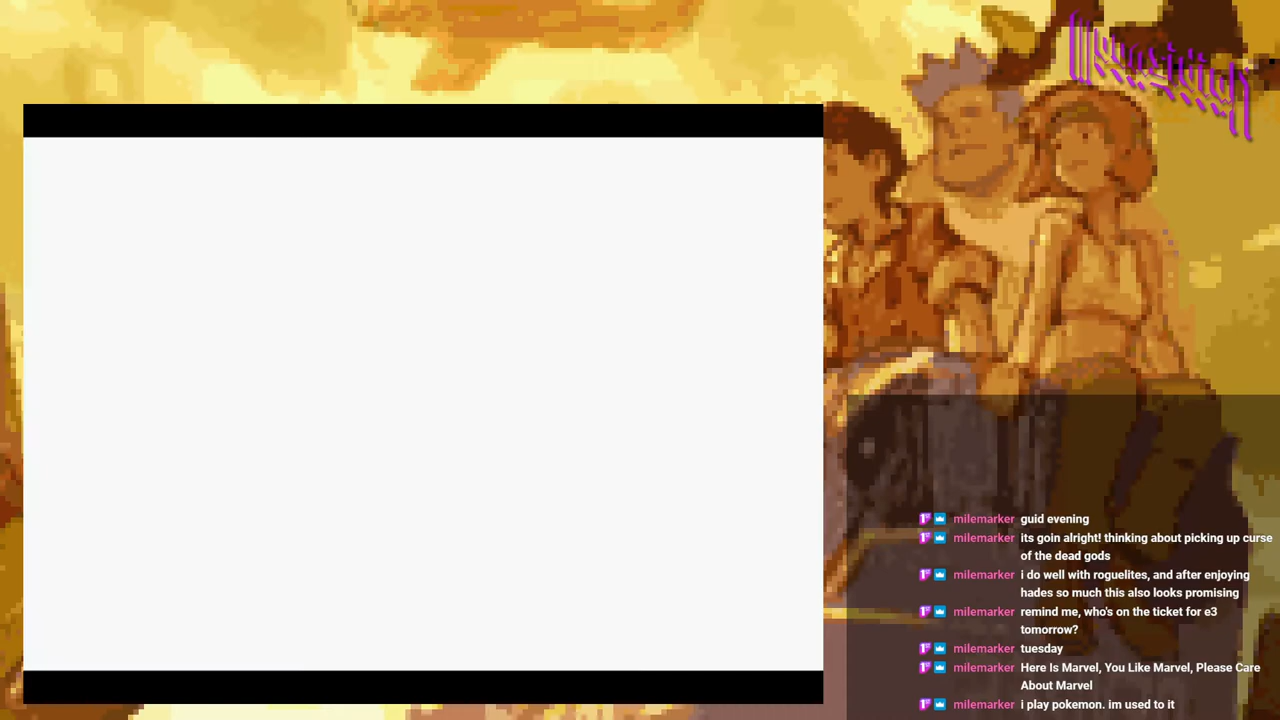 milemarker guid evening
milemarker its goin alright! thinking about picking up curse
of the dead gods
milemarker i do well with roguelites, and after enjoying
hades so much this also looks promising
milemarker remind me, who's on the ticket for e3
tomorrow?
milemarker tuesday
milemarker Here Is Marvel, You Like Marvel, Please Care
About Marvel
milemarker i play pokemon. im used to it